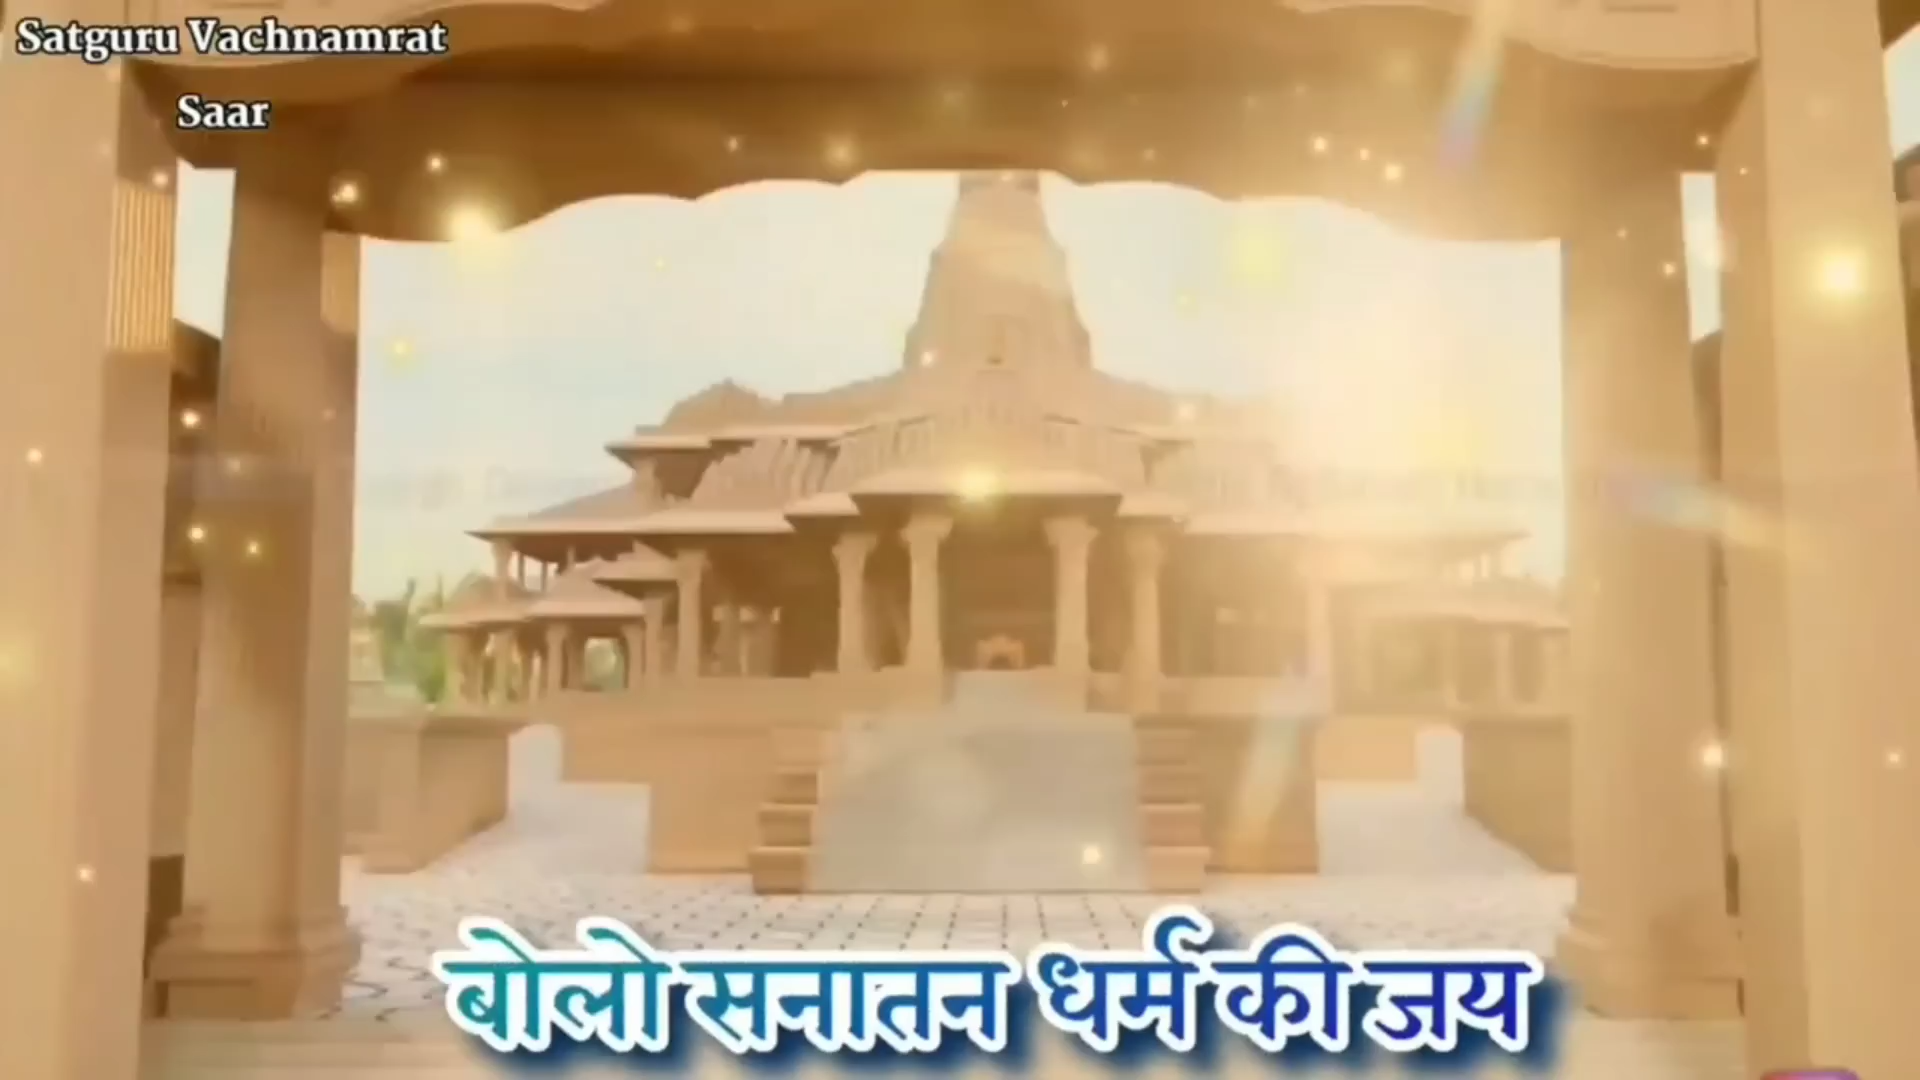 Satguru Vachnamrat
Saar
बोलो सनातन धर्म की जय